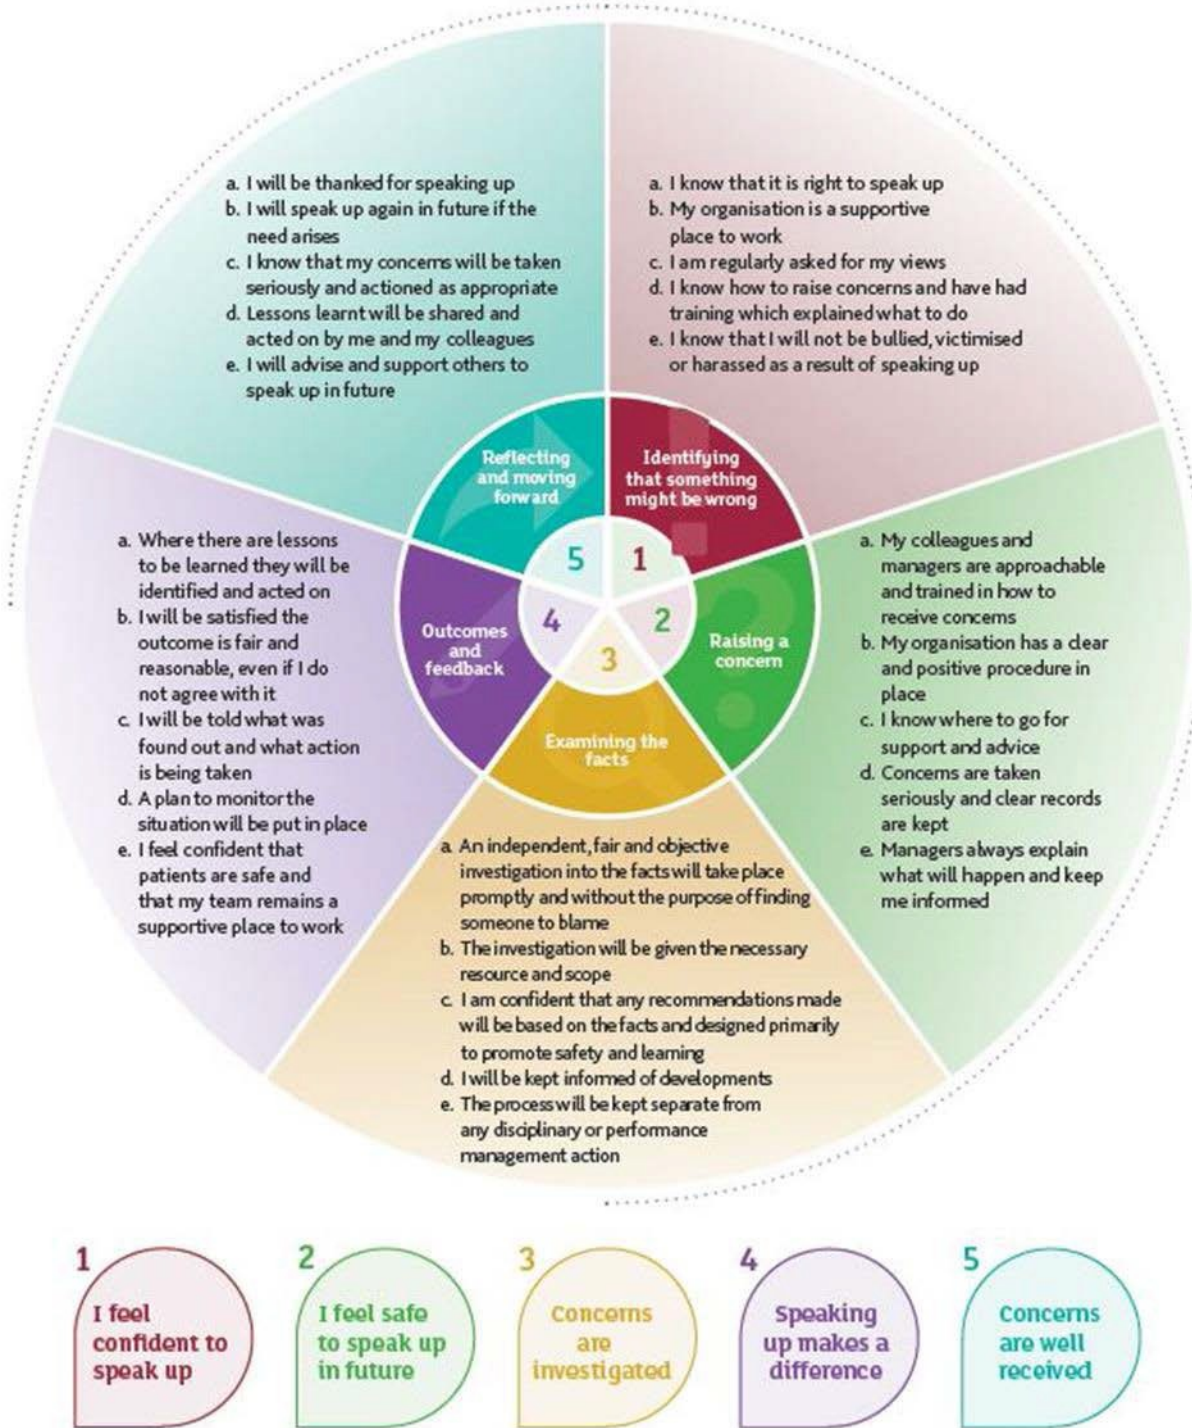 a. I will be thanked for speaking up
b. I will speak up again in future if the
need arises
c. I know that my concerns will be taken
seriously and actioned as appropriate
d. Lessons learnt will be shared and
acted on by me and my colleagues
e. I will advise and support others to
speak up in future
a. I know that it is right to speak up
b. My organisation is a supportive
place to work
c. I am regularly asked for my views
d. I know how to raise concerns and have had
training which explained what to do
e. I know that I will not be bullied, victimised
or harassed as a result of speaking up
Reflecting
and moving
forward
Identifying
that something
might be wrong
5
1
4
2
3
Outcomes
and
feedback
Raising a
concern
Examining the
facts
a. Where there are lessons
to be learned they will be
identified and acted on
b. I will be satisfied the
outcome is fair and
reasonable, even if I do
not agree with it
c. I will be told what was
found out and what action
is being taken
d. A plan to monitor the
situation will be put in place
e. I feel confident that
patients are safe and
that my team remains a
supportive place to work
a. My colleagues and
managers are approachable
and trained in how to
receive concerns
b. My organisation has a clear
and positive procedure in
place
c. I know where to go for
support and advice
d. Concerns are taken
seriously and clear records
are kept
e. Managers always explain
what will happen and keep
me informed
a. An independent, fair and objective
investigation into the facts will take place
promptly and without the purpose of finding
someone to blame
b. The investigation will be given the necessary
resource and scope
c. I am confident that any recommendations made
will be based on the facts and designed primarily
to promote safety and learning
d. I will be kept informed of developments
e. The process will be kept separate from
any disciplinary or performance
management action
1
I feel
confident to
speak up
2
I feel safe
to speak up
in future
3
Concerns
are
investigated
4
Speaking
up makes a
difference
5
Concerns
are well
received